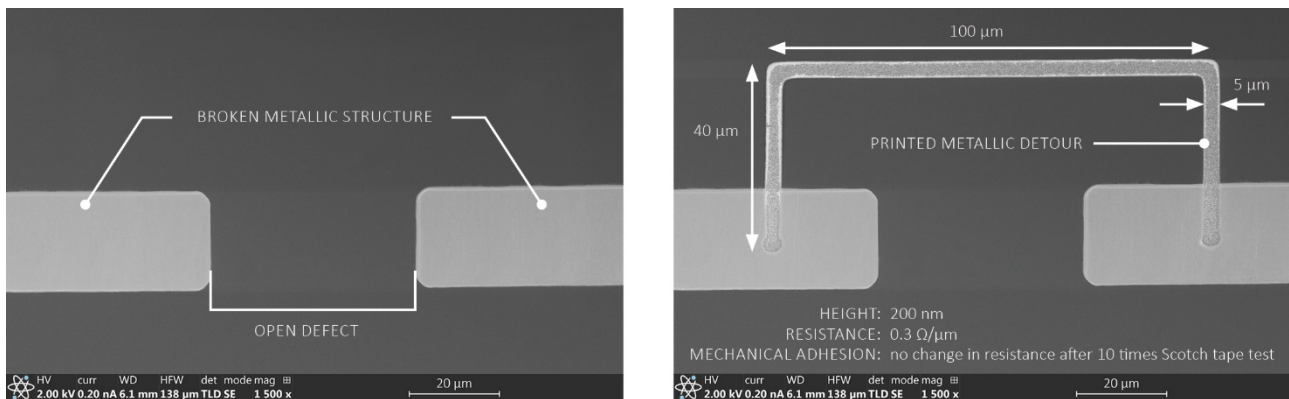 BROKEN METALLIC STRUCTURE
OPEN DEFECT
HV curr WD HFW det mode mag ⊞
2.00 kV 0.20 nA 6.1 mm 138 µm TLD SE 1 500 x
20 µm
100 µm
5 µm
40 µm
PRINTED METALLIC DETOUR
HEIGHT: 200 nm
RESISTANCE: 0.3 Ω/µm
MECHANICAL ADHESION: no change in resistance after 10 times Scotch tape test
HV curr WD HFW det mode mag ⊞
2.00 kV 0.20 nA 6.1 mm 138 µm TLD SE 1 500 x
20 µm